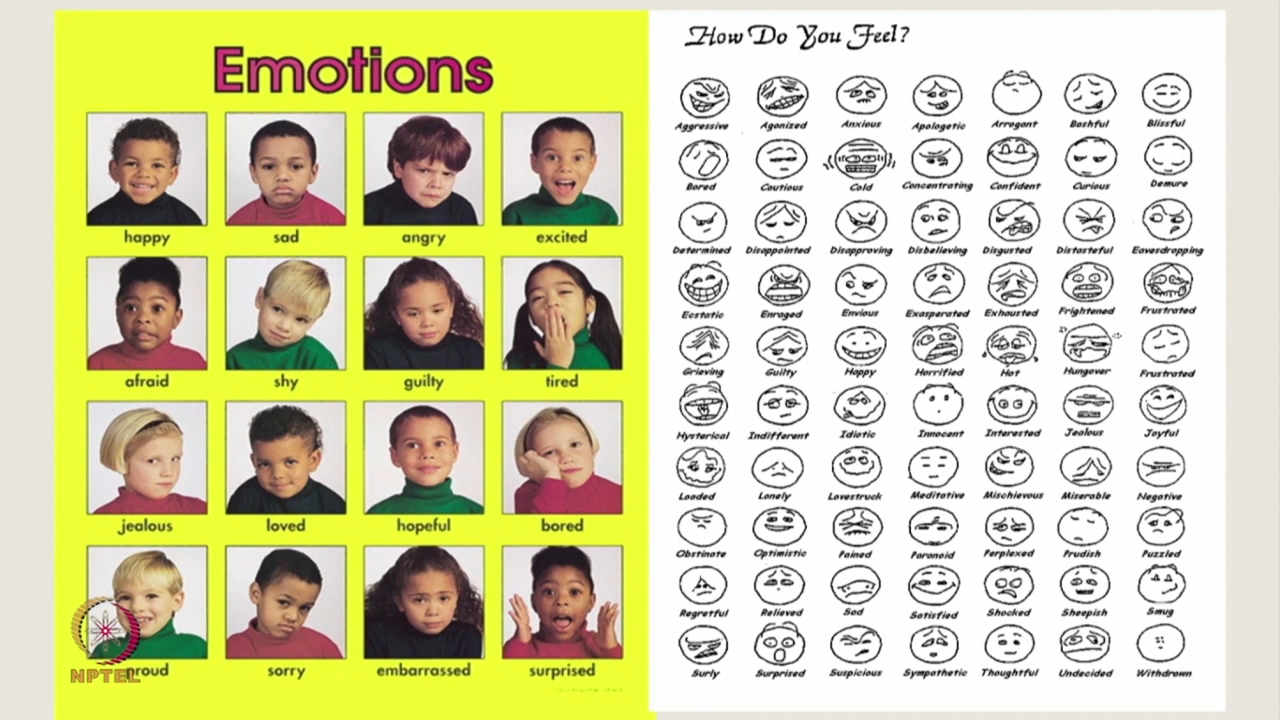 Emotions
happy sad angry excited
afraid shy guilty tired
jealous loved hopeful bored
proud sorry embarrassed surprised
NPTEL
How Do You Feel?
Aggressive Agonized Anxious Apologetic Arrogant Bashful Blissful
Bored Cautious Cold Concentrating Confident Curious Demure
Determined Disappointed Disapproving Disbelieving Disgusted Distasteful Eavesdropping
Ecstatic Enraged Envious Exasperated Exhausted Frightened Frustrated
Grieving Guilty Happy Horrified Hot Hungover Frustrated
Hysterical Indifferent Idiotic Innocent Interested Jealous Joyful
Loaded Lonely Lovestruck Meditative Mischievous Miserable Negative
Obstinate Optimistic Pained Paranoid Perplexed Prudish Puzzled
Regretful Relieved Sad Satisfied Shocked Sheepish Smug
Surly Surprised Suspicious Sympathetic Thoughtful Undecided Withdrawn